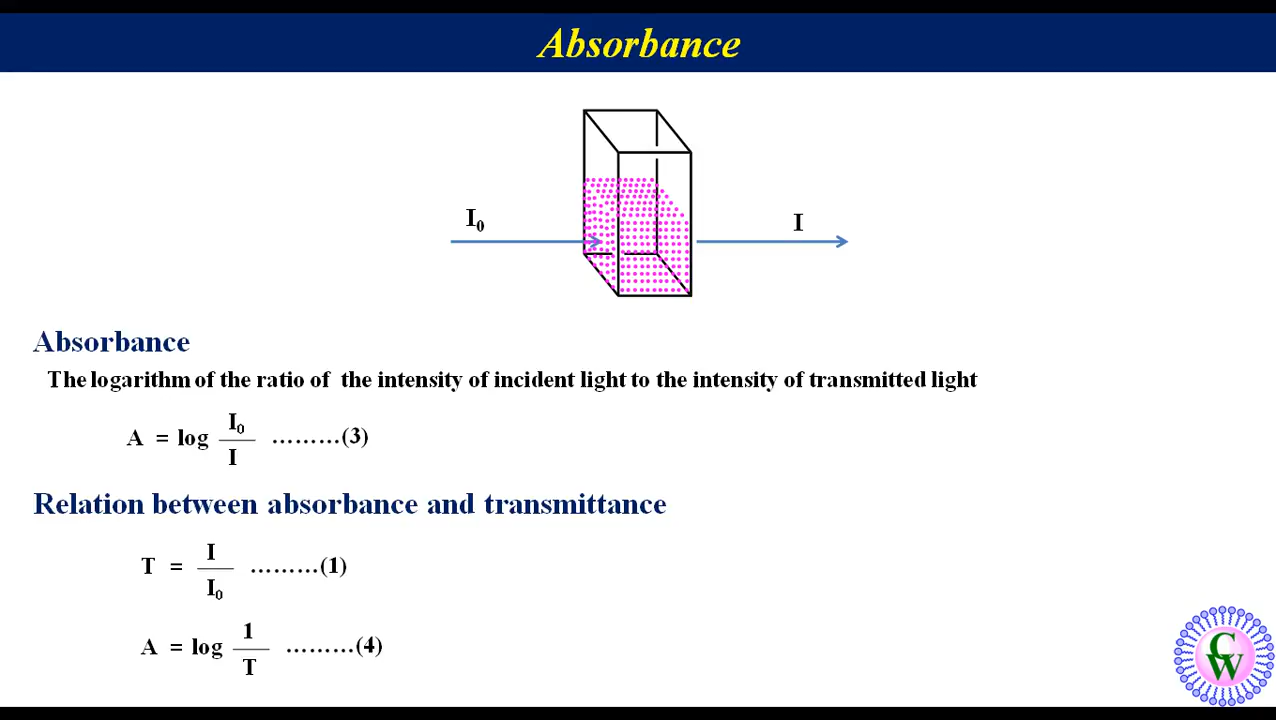 Absorbance
I₀
I
Absorbance
The logarithm of the ratio of the intensity of incident light to the intensity of transmitted light
A = log I₀/I .........(3)
Relation between absorbance and transmittance
T = I/I₀ .........(1)
A = log 1/T .........(4)
CW